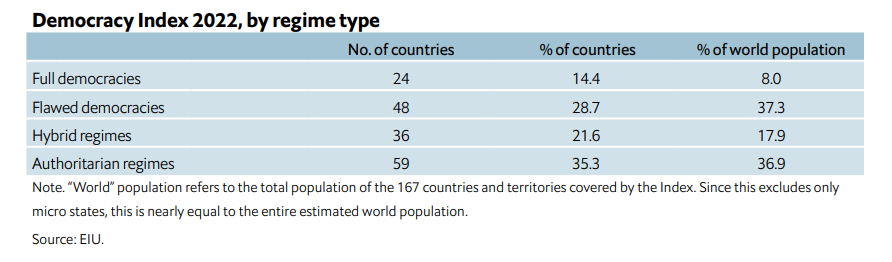 Democracy Index 2022, by regime type
No. of countries % of countries % of world population
Full democracies 24 14.4 8.0
Flawed democracies 48 28.7 37.3
Hybrid regimes 36 21.6 17.9
Authoritarian regimes 59 35.3 36.9
Note. “World” population refers to the total population of the 167 countries and territories covered by the Index. Since this excludes only
micro states, this is nearly equal to the entire estimated world population.
Source: EIU.